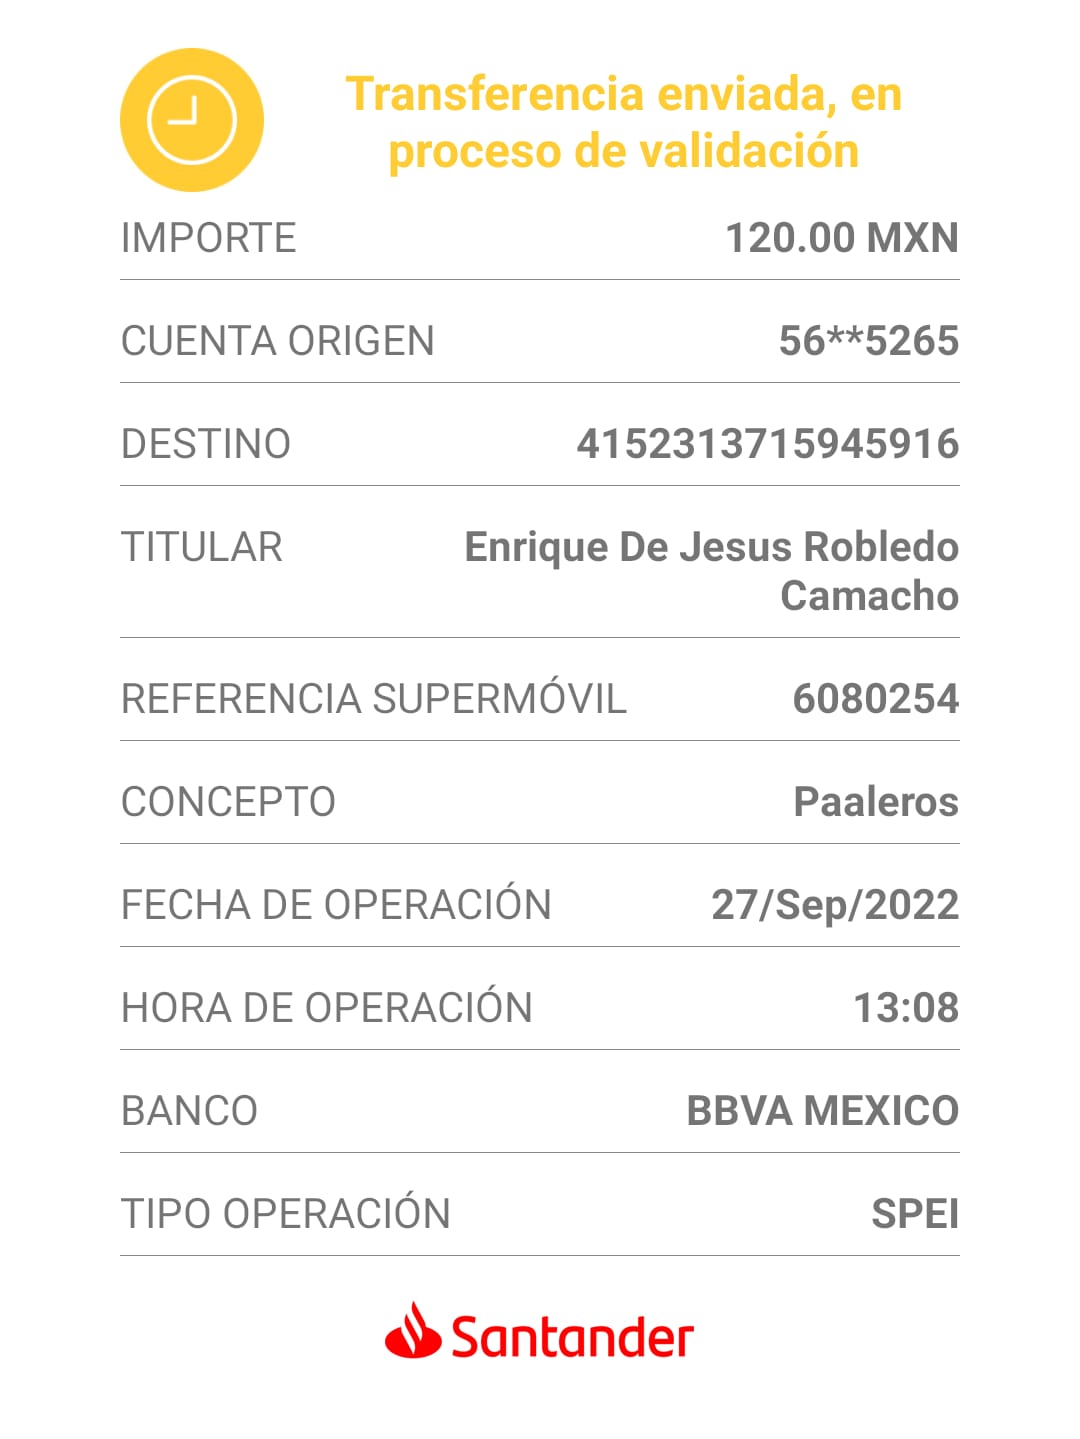 Transferencia enviada, en
proceso de validación
IMPORTE 120.00 MXN
CUENTA ORIGEN 56**5265
DESTINO 4152313715945916
TITULAR Enrique De Jesus Robledo
Camacho
REFERENCIA SUPERMÓVIL 6080254
CONCEPTO Paaleros
FECHA DE OPERACIÓN 27/Sep/2022
HORA DE OPERACIÓN 13:08
BANCO BBVA MEXICO
TIPO OPERACIÓN SPEI
Santander